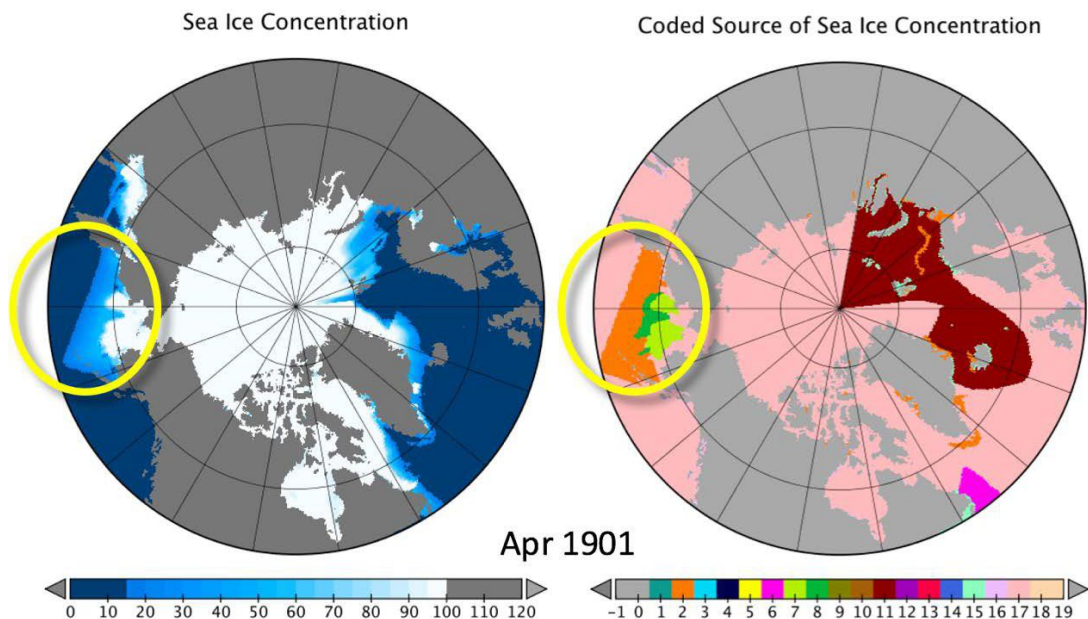 Sea Ice Concentration
Coded Source of Sea Ice Concentration
Apr 1901
0 10 20 30 40 50 60 70 80 90 100 110 120
−1 0 1 2 3 4 5 6 7 8 9 10 11 12 13 14 15 16 17 18 19